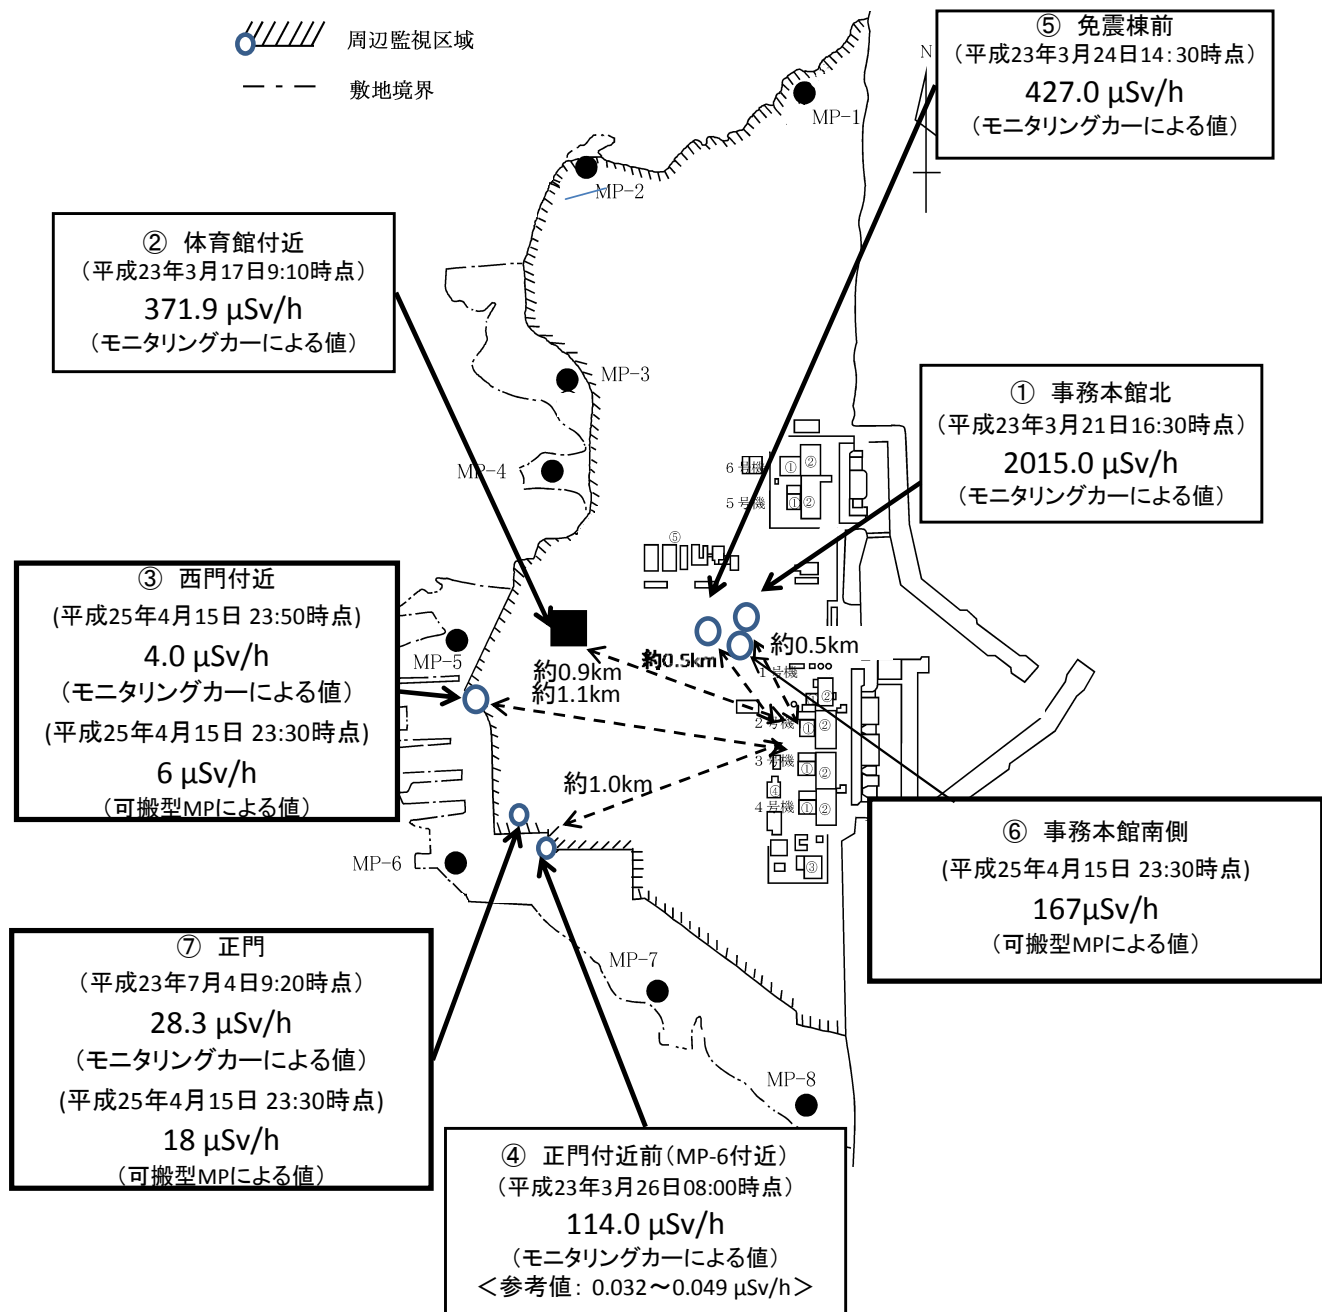 周辺監視区域
敷地境界
⑤ 免震棟前
(平成23年3月24日14:30時点)
427.0 μSv/h
(モニタリングカーによる値)
N
MP-1
MP-2
② 体育館付近
(平成23年3月17日9:10時点)
371.9 μSv/h
(モニタリングカーによる値)
MP-3
① 事務本館北
(平成23年3月21日16:30時点)
2015.0 μSv/h
(モニタリングカーによる値)
MP-4
6号機
①
②
5号機
①
②
⑤
③ 西門付近
(平成25年4月15日 23:50時点)
4.0 μSv/h
(モニタリングカーによる値)
(平成25年4月15日 23:30時点)
6 μSv/h
(可搬型MPによる値)
MP-5
約0.9km
約1.1km
約0.5km
約0.5km
1号機
②
2号機
①
②
3号機
①
②
④
4号機
①
②
③
約1.0km
MP-6
⑥ 事務本館南側
(平成25年4月15日 23:30時点)
167μSv/h
(可搬型MPによる値)
⑦ 正門
(平成23年7月4日9:20時点)
28.3 μSv/h
(モニタリングカーによる値)
(平成25年4月15日 23:30時点)
18 μSv/h
(可搬型MPによる値)
MP-7
MP-8
④ 正門付近前(MP-6付近)
(平成23年3月26日08:00時点)
114.0 μSv/h
(モニタリングカーによる値)
<参考値: 0.032～0.049 μSv/h>